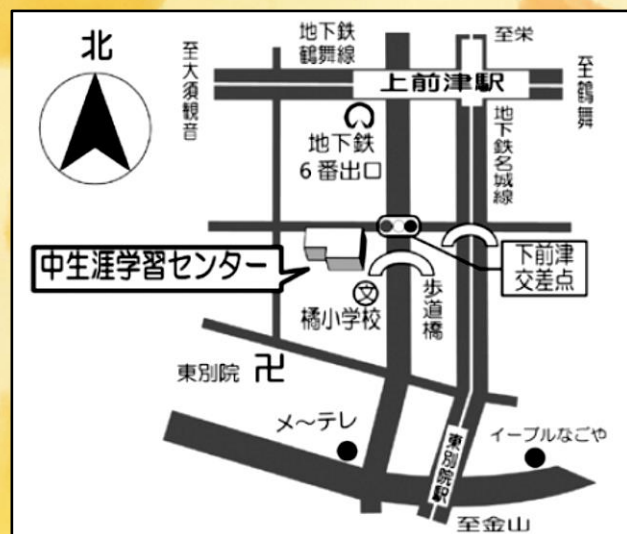 北
地下鉄
鶴舞線
至栄
至大須観音
上前津駅
至鶴舞
地下鉄
6番出口
地下鉄名城線
中生涯学習センター
下前津
交差点
文
橘小学校
歩道橋
東別院 卍
メ〜テレ
東別院駅
イーブルなごや
至金山